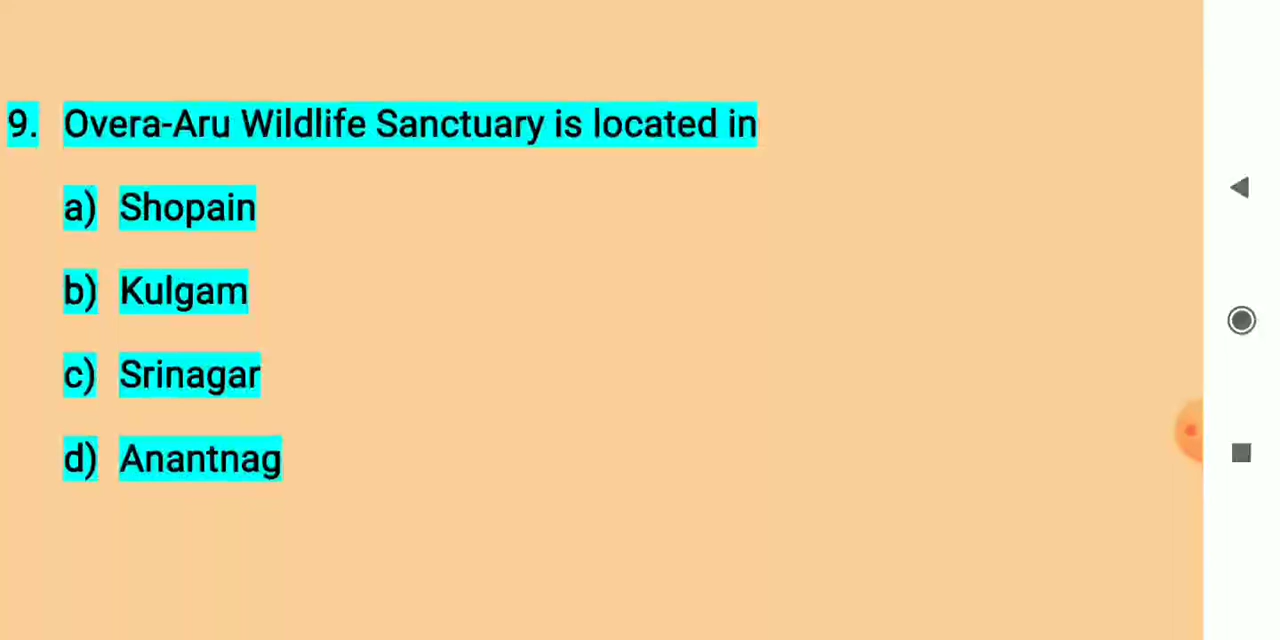 9. Overa-Aru Wildlife Sanctuary is located in
a) Shopain
b) Kulgam
c) Srinagar
d) Anantnag